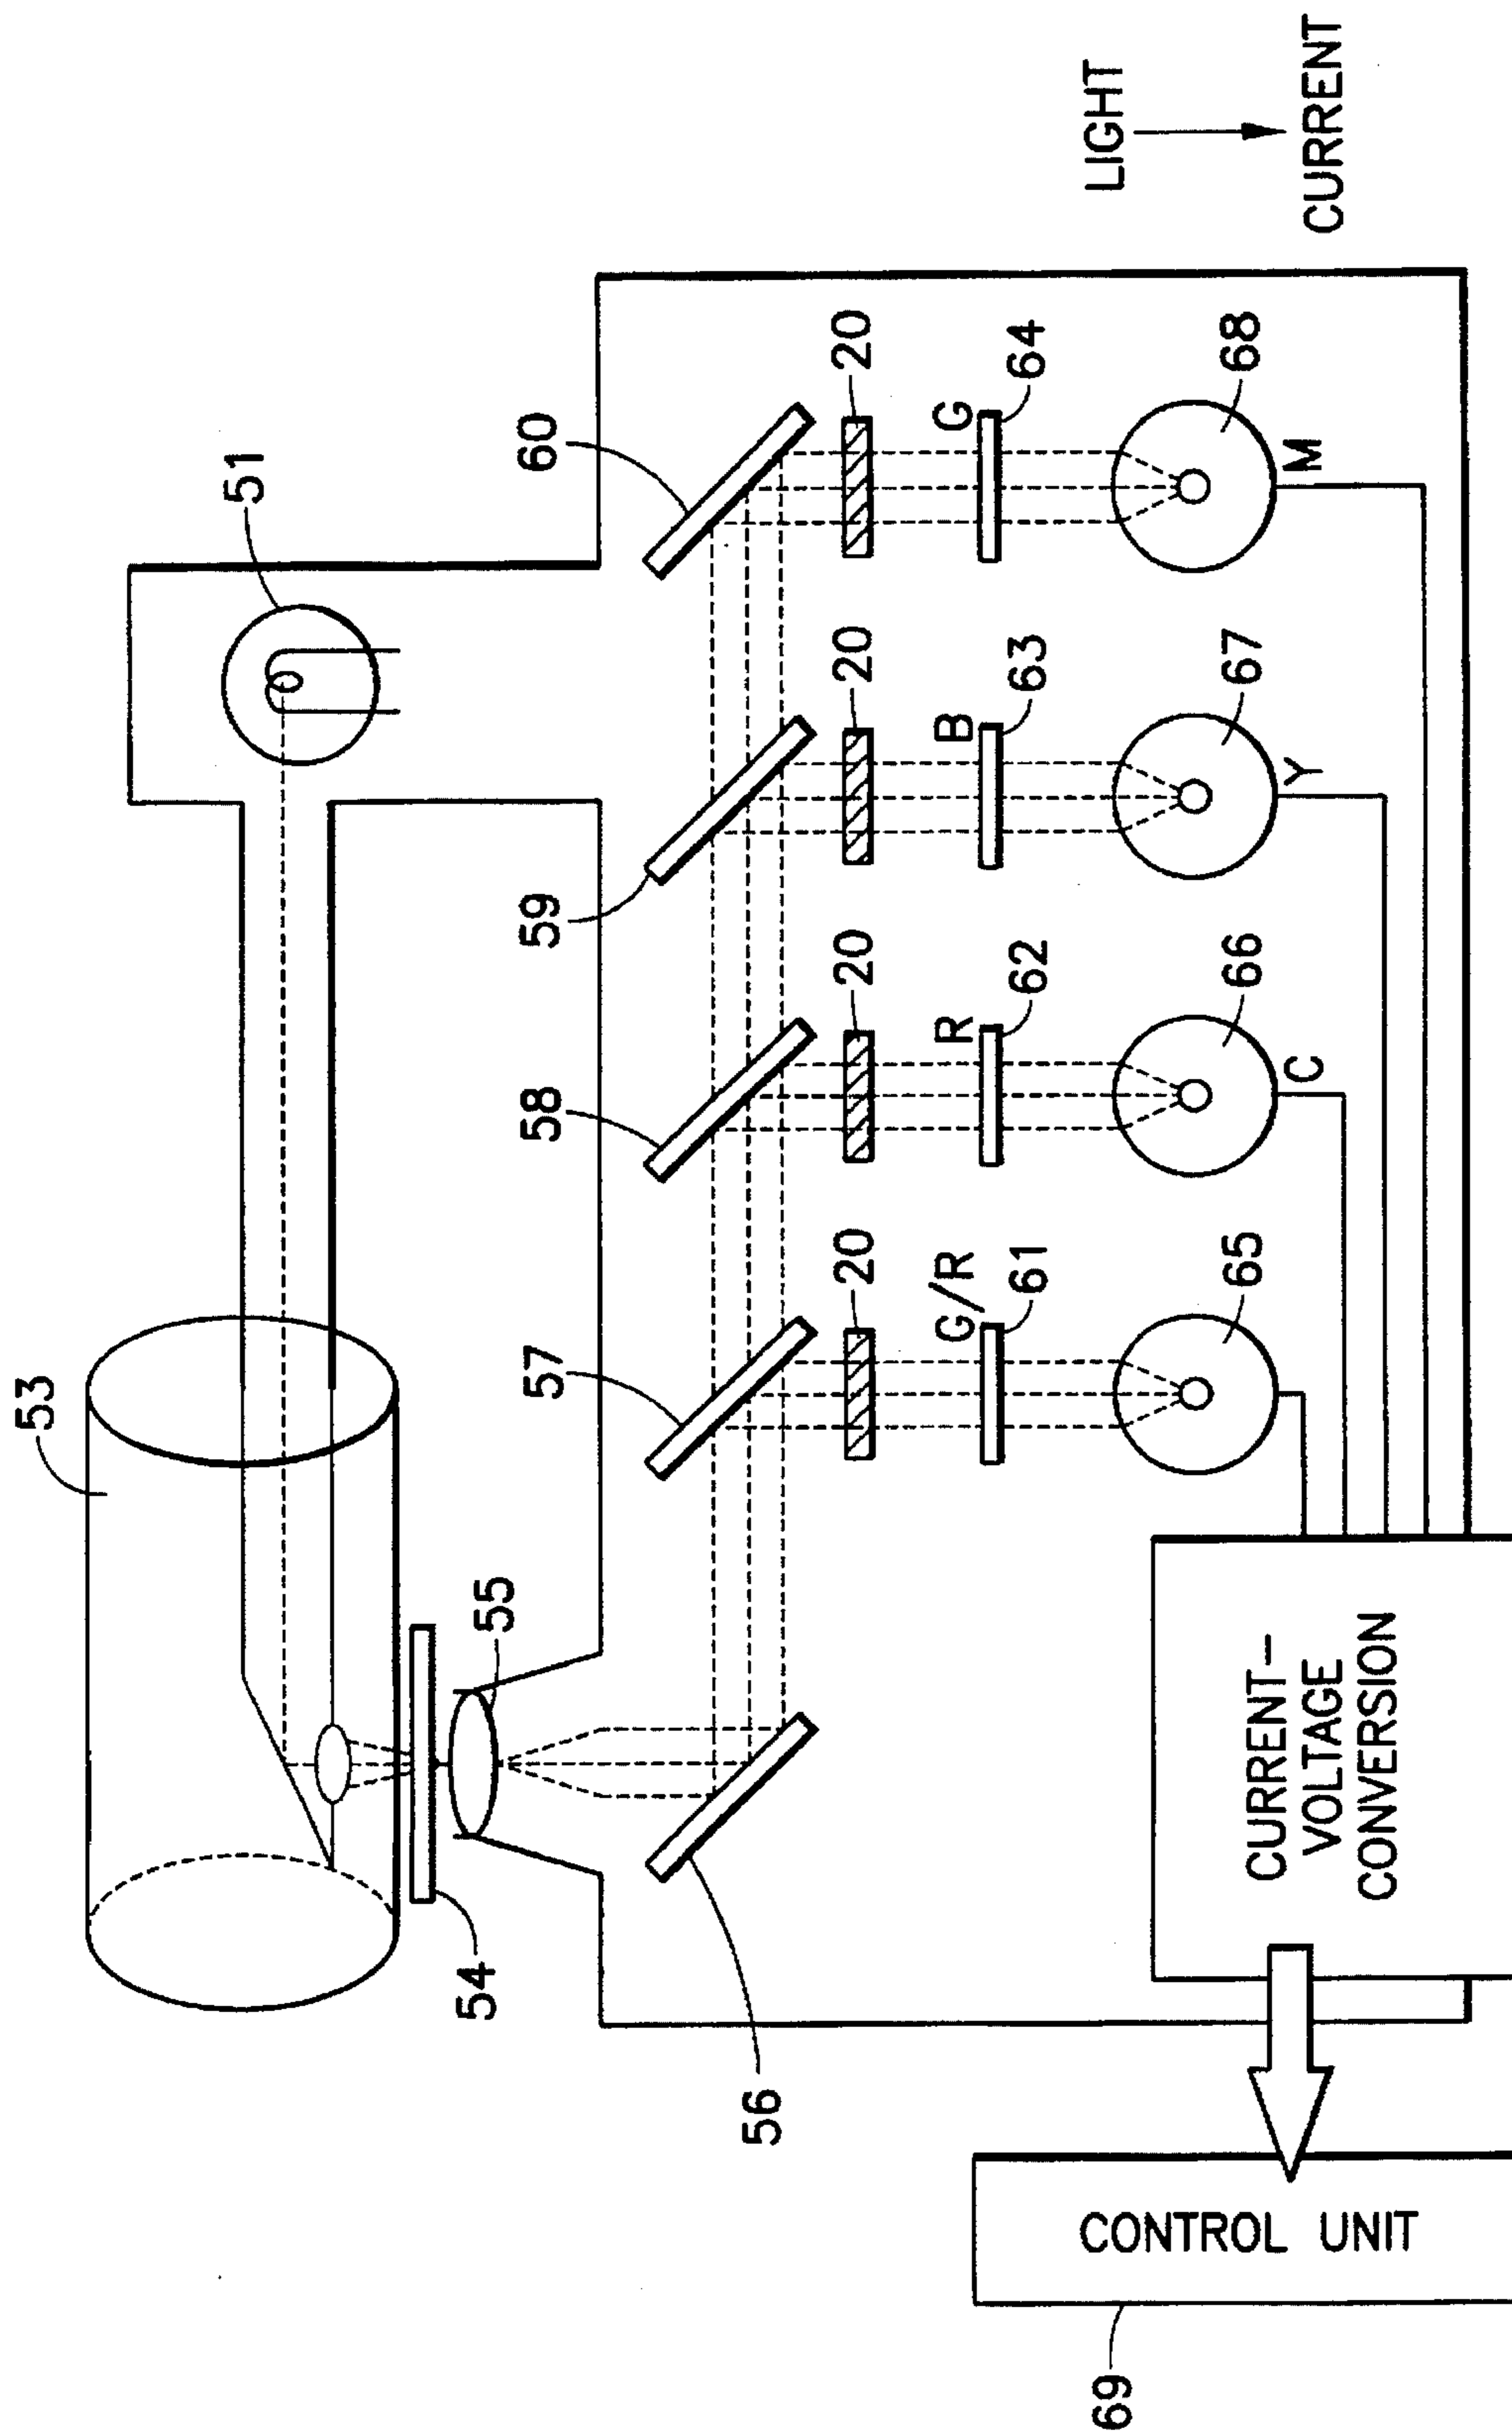 53
51
LIGHT
CURRENT
54
55
56
57
58
59
60
20
20
20
20
G/R
R
B
G
61
62
63
64
65
66
67
68
C
Y
M
CURRENT-
VOLTAGE
CONVERSION
CONTROL UNIT
69